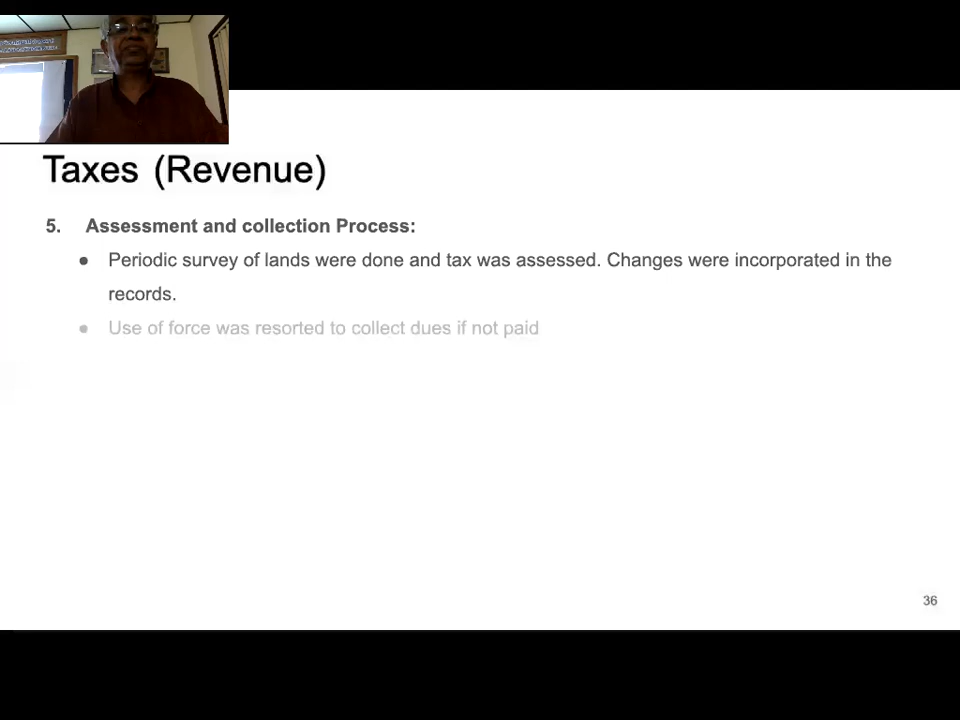 Taxes (Revenue)
5. Assessment and collection Process:
● Periodic survey of lands were done and tax was assessed. Changes were incorporated in the
records.
● Use of force was resorted to collect dues if not paid
36